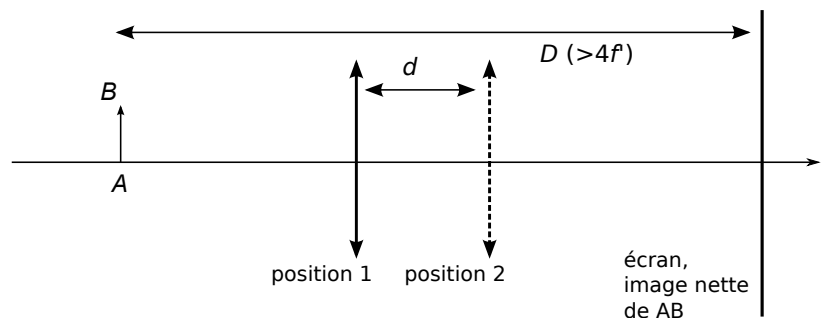 D (>4f')
d
B
A
position 1
position 2
écran,
image nette
de AB